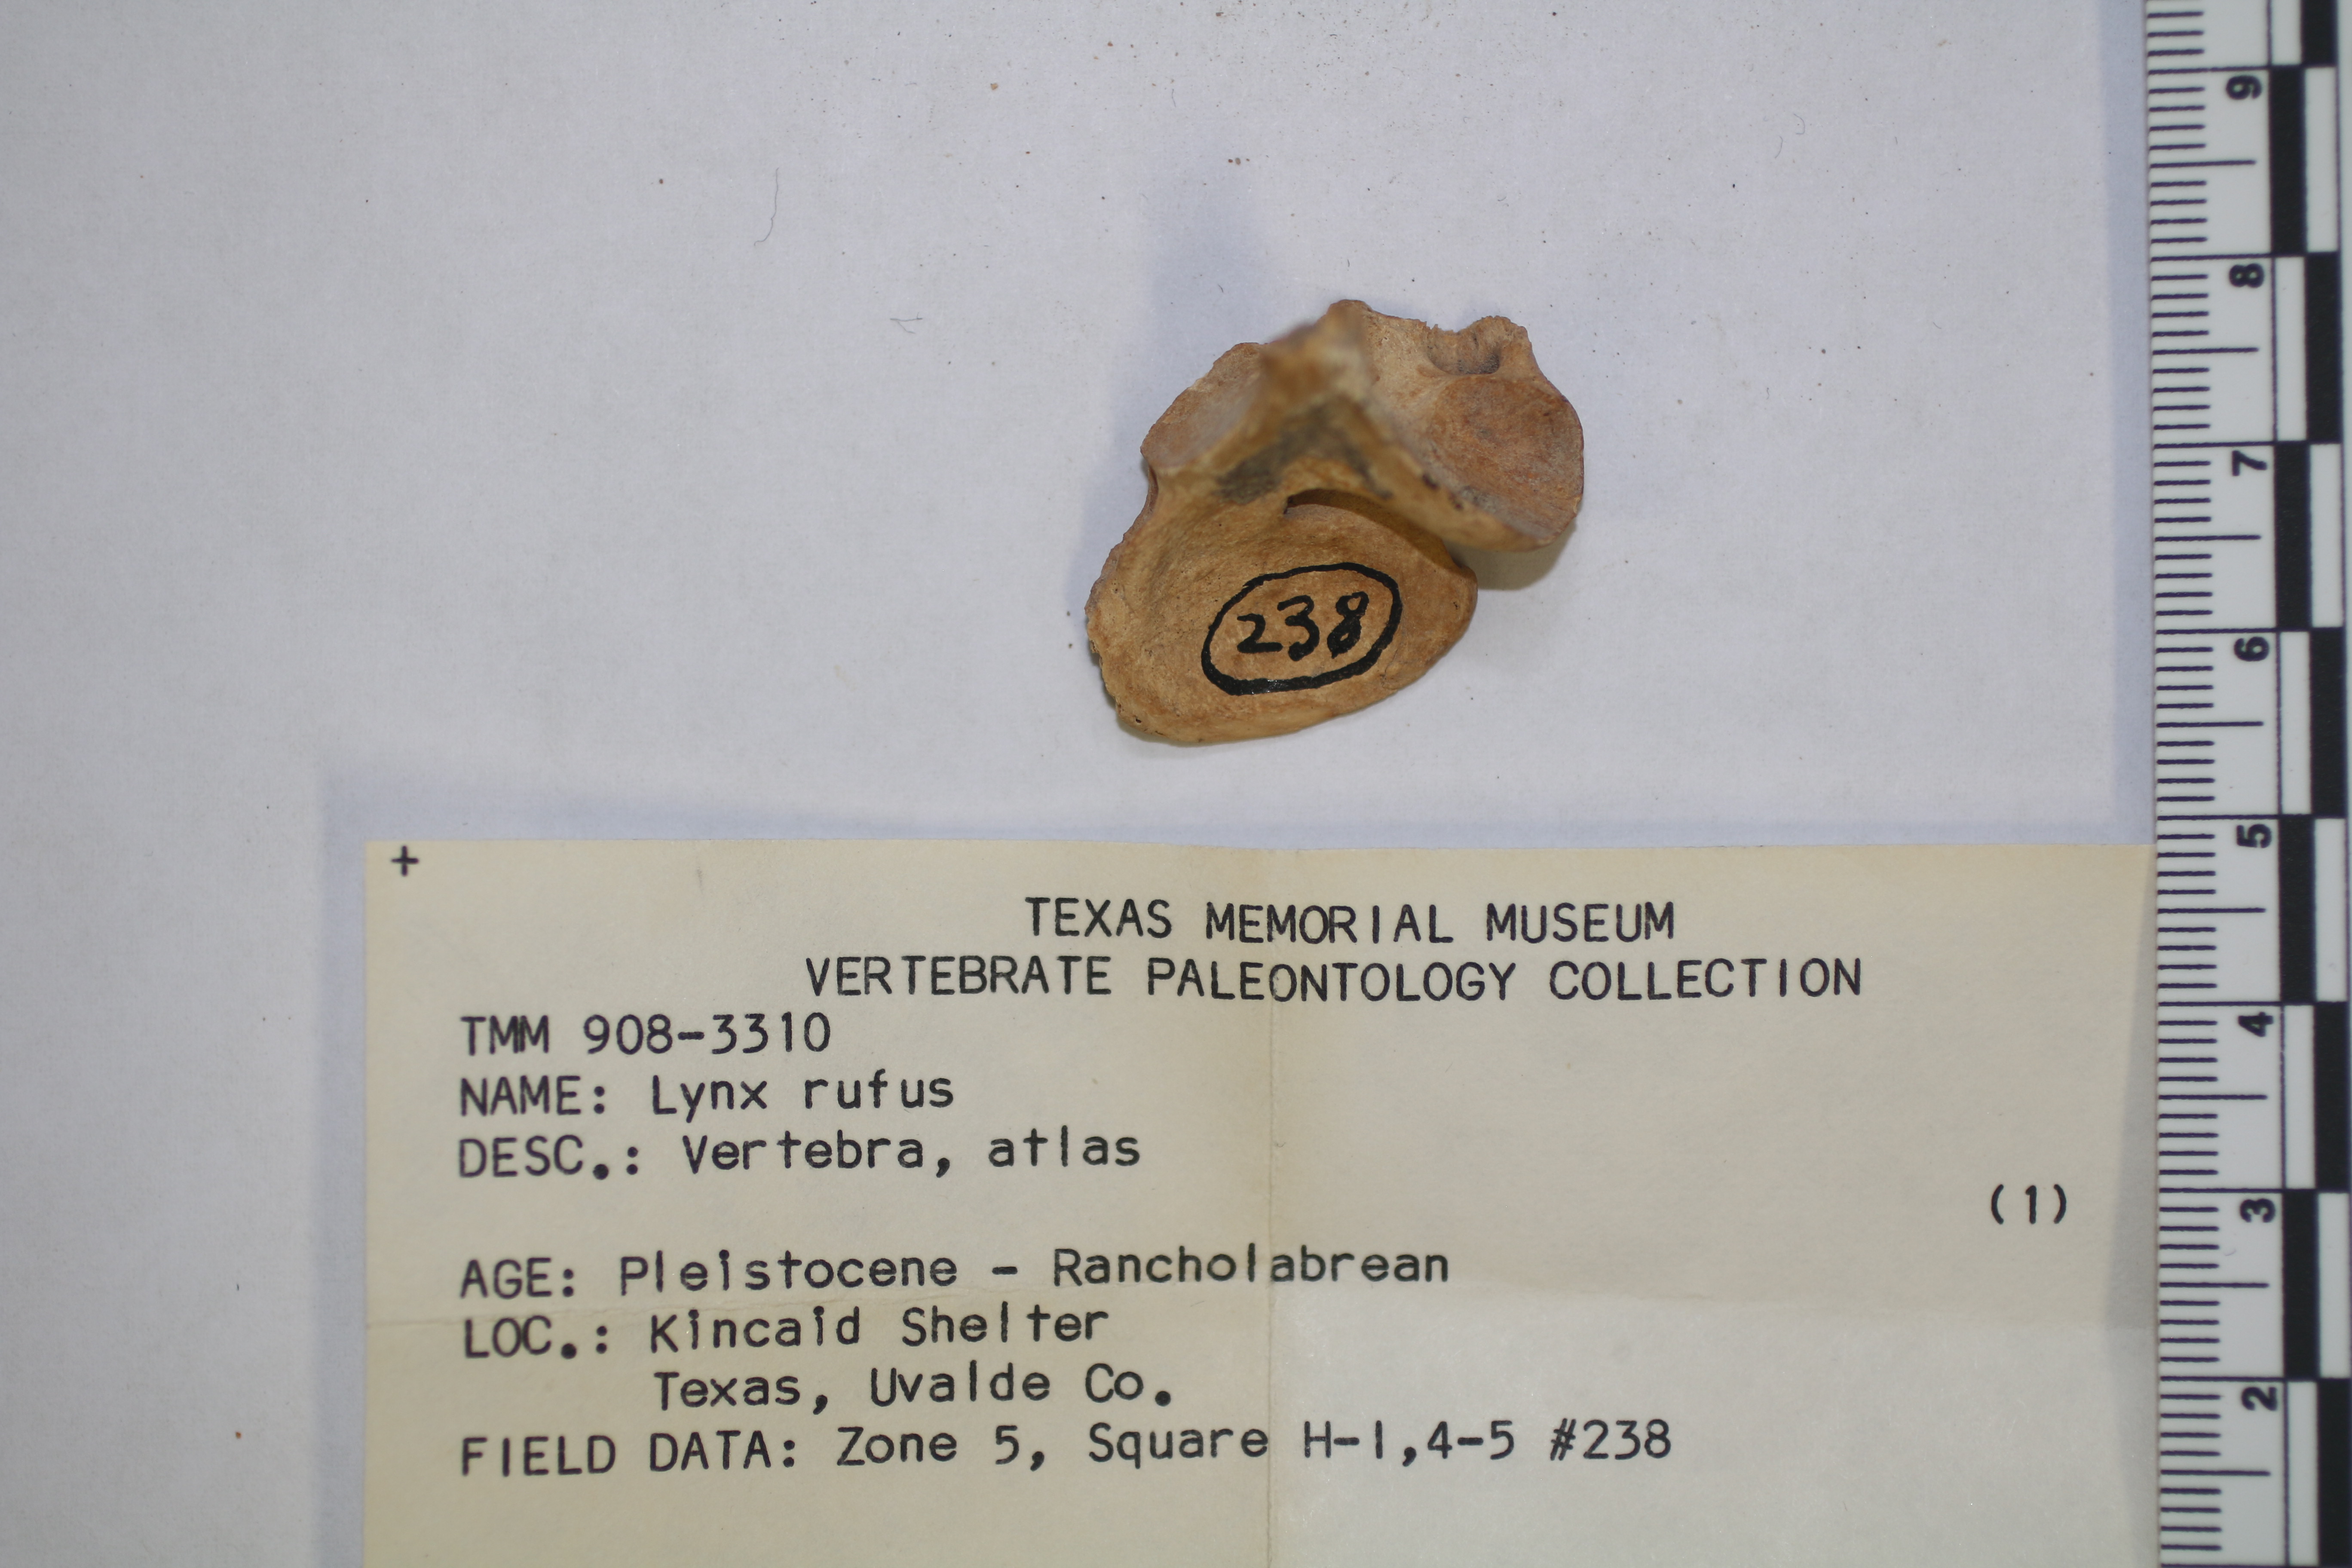 238
+
TEXAS MEMORIAL MUSEUM
VERTEBRATE PALEONTOLOGY COLLECTION
TMM 908-3310
NAME: Lynx rufus
DESC.: Vertebra, atlas
(1)
AGE: Pleistocene - Rancholabrean
LOC.: Kincaid Shelter
Texas, Uvalde Co.
FIELD DATA: Zone 5, Square H-I,4-5 #238
9
8
7
6
5
4
3
2